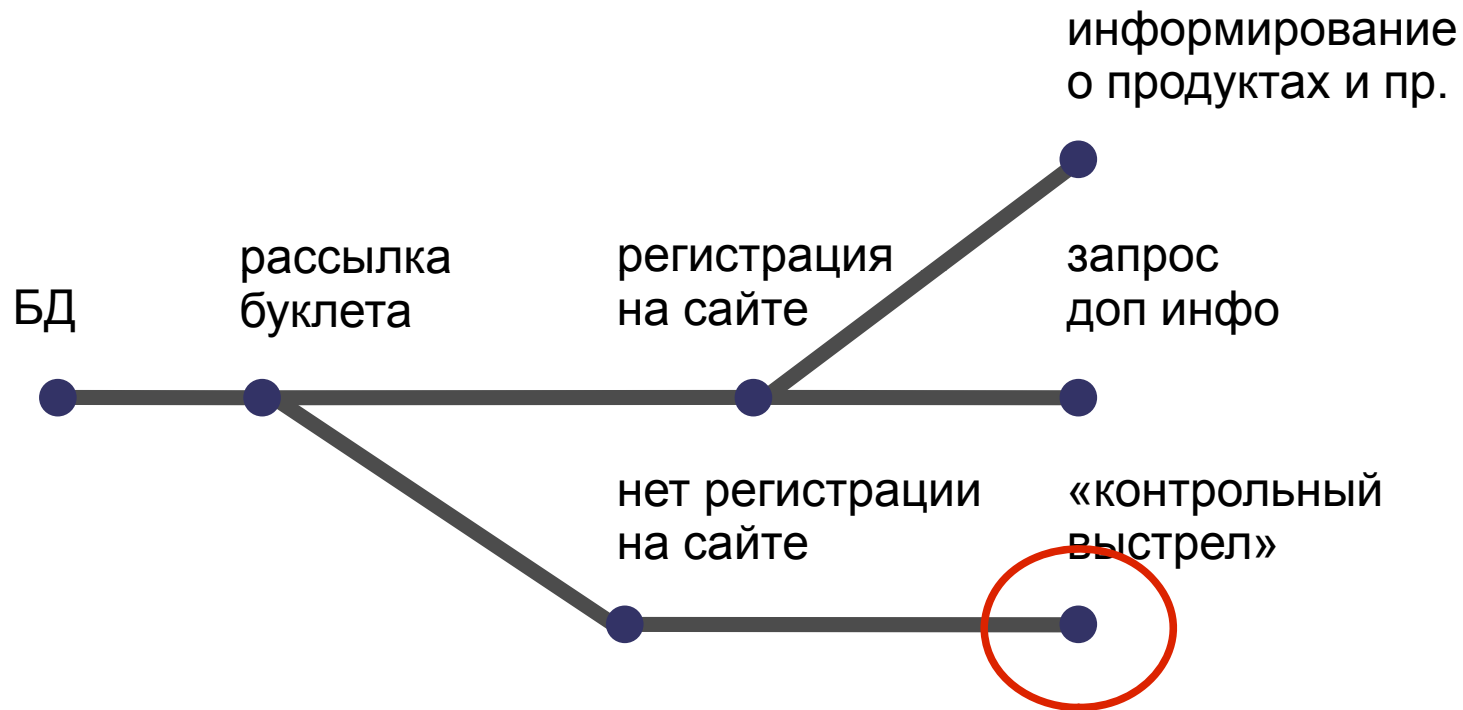 информирование
о продуктах и пр.
БД
рассылка
буклета
регистрация
на сайте
запрос
доп инфо
нет регистрации
на сайте
«контрольный
выстрел»